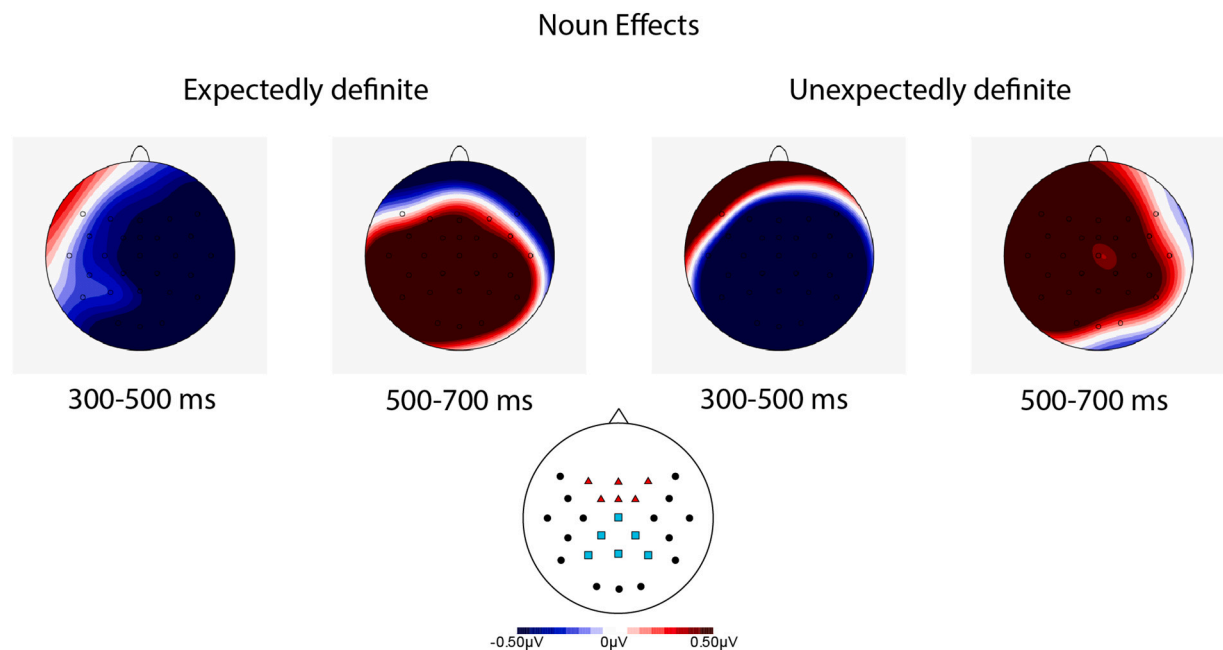 Noun Effects
Expectedly definite
Unexpectedly definite
300-500 ms
500-700 ms
300-500 ms
500-700 ms
-0.50µV
0µV
0.50µV